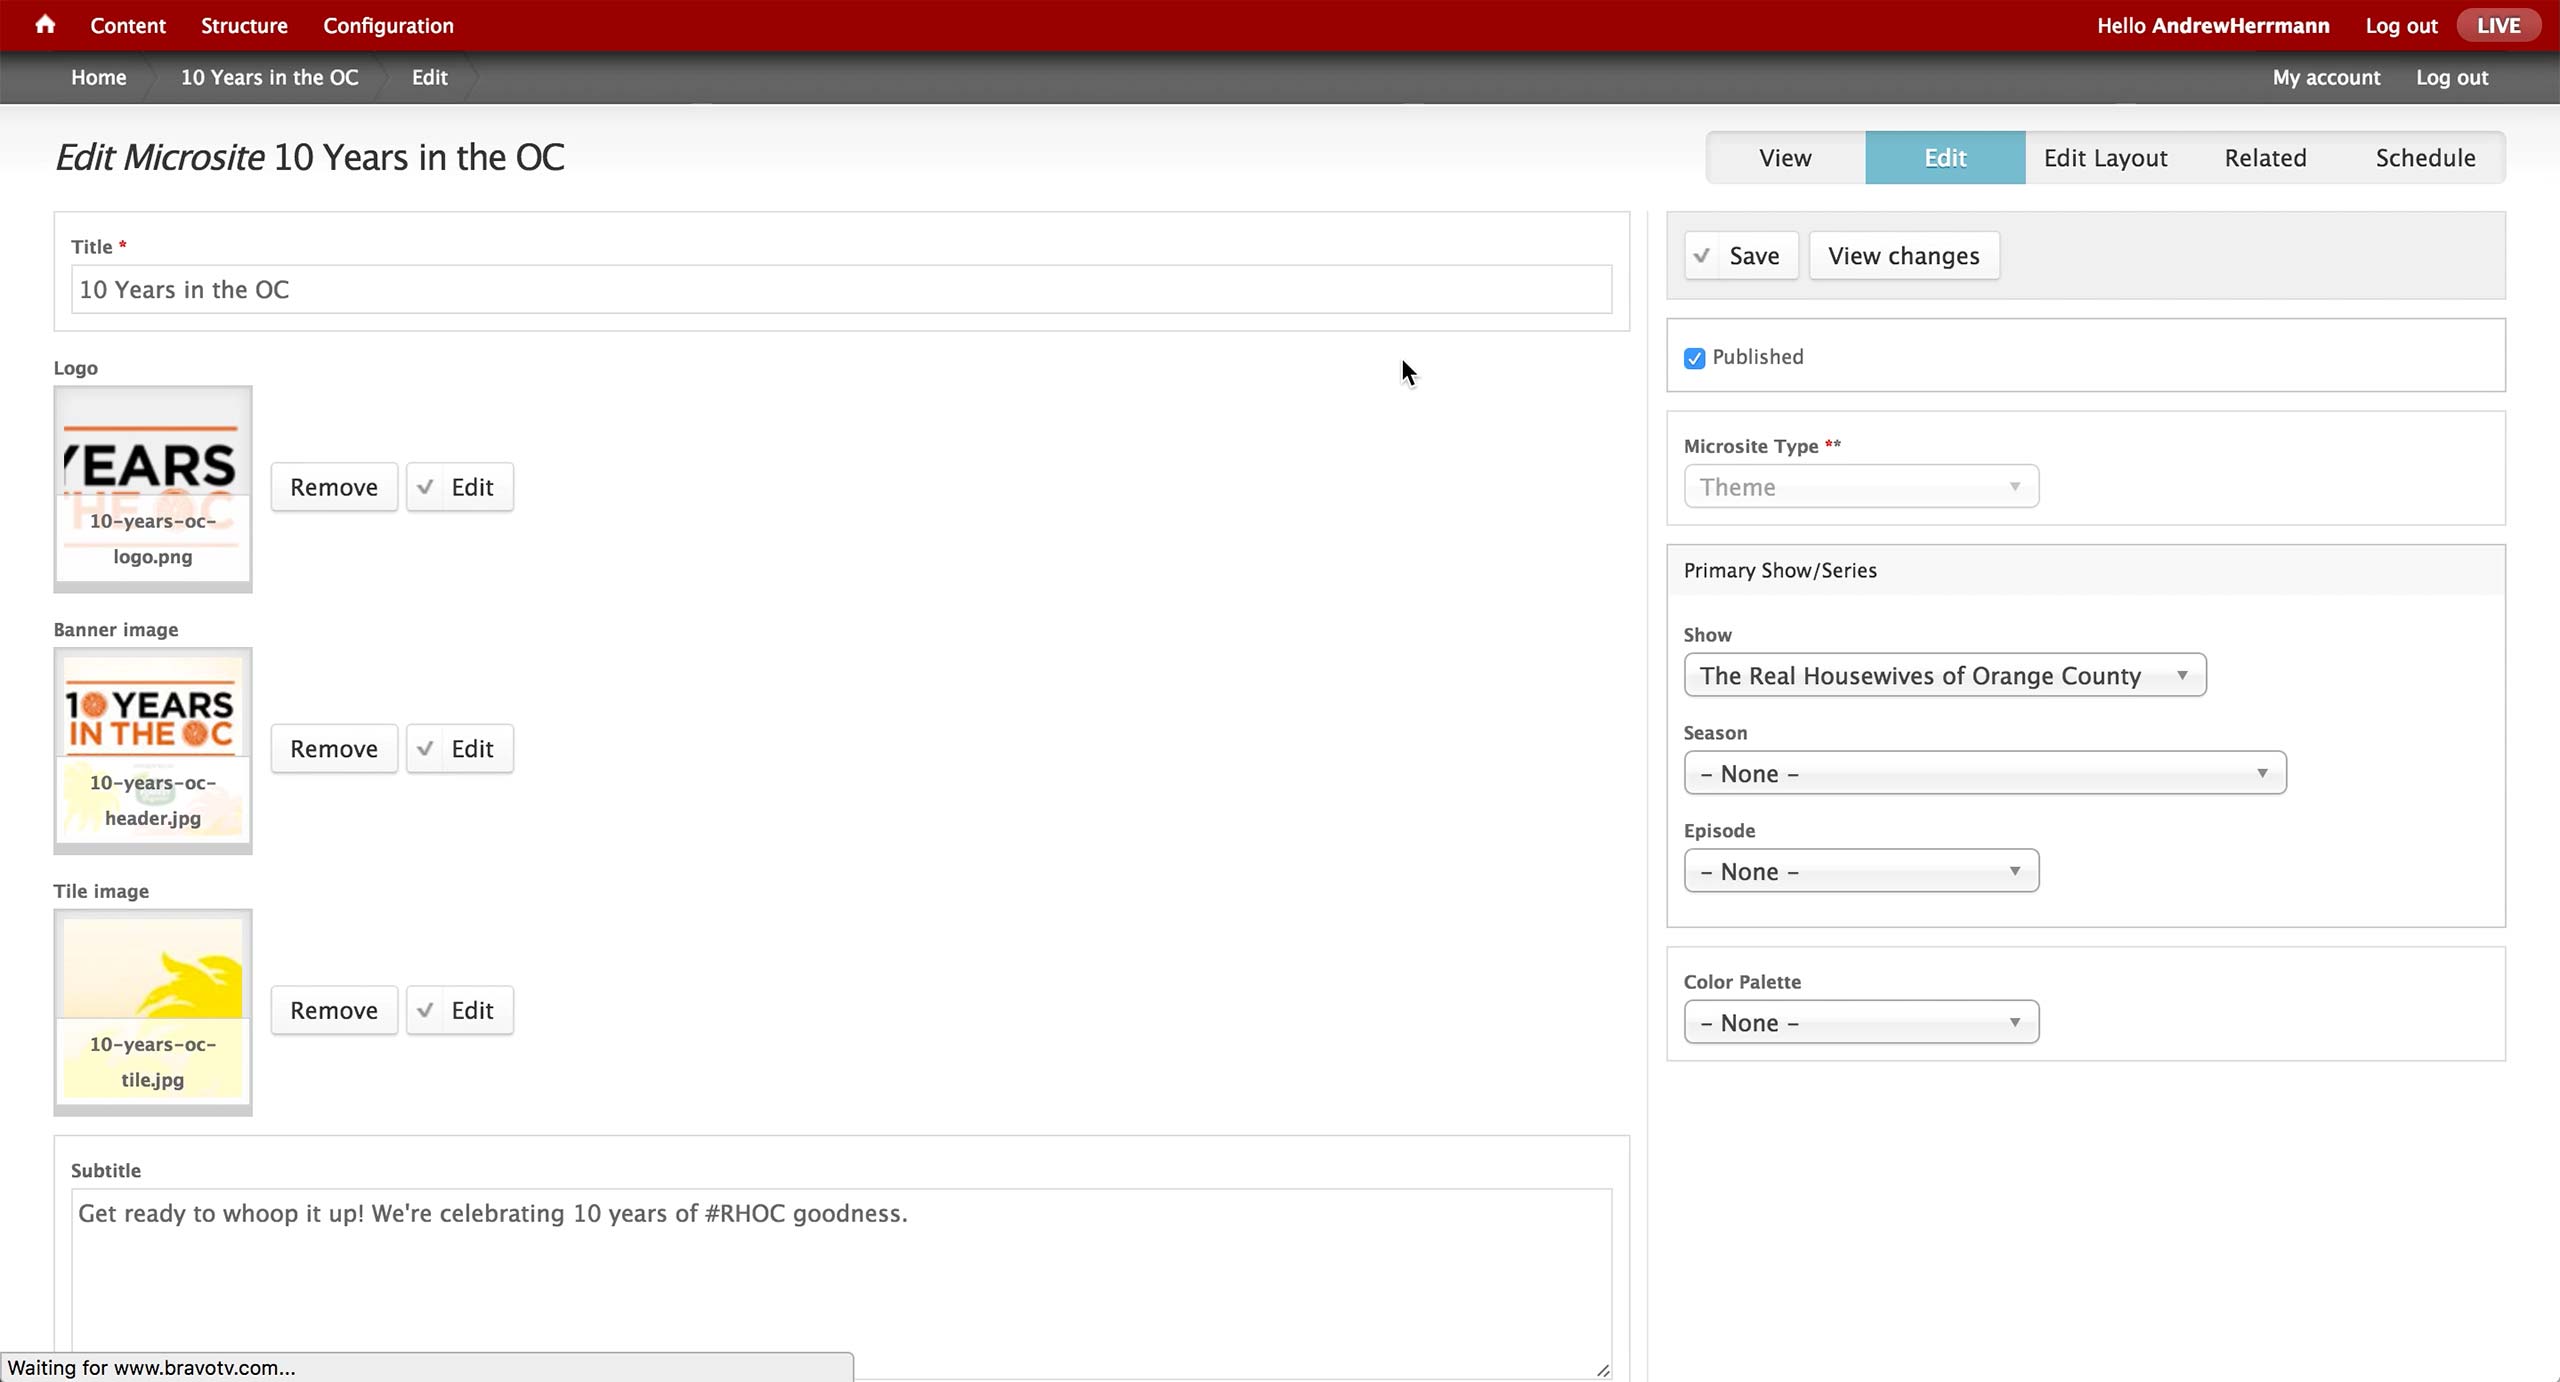 Content Structure Configuration Hello AndrewHerrmann Log out LIVE
Home 10 Years in the OC Edit My account Log out
Edit Microsite 10 Years in the OC
View Edit Edit Layout Related Schedule
Title *
10 Years in the OC
Logo
YEARS
THE OC
10-years-oc-
logo.png
Remove Edit
Banner image
10 YEARS
IN THE OC
10-years-oc-
header.jpg
Remove Edit
Tile image
10-years-oc-
tile.jpg
Remove Edit
Subtitle
Get ready to whoop it up! We're celebrating 10 years of #RHOC goodness.
Waiting for www.bravotv.com...
Save View changes
Published
Microsite Type **
Theme
Primary Show/Series
Show
The Real Housewives of Orange County
Season
- None -
Episode
- None -
Color Palette
- None -